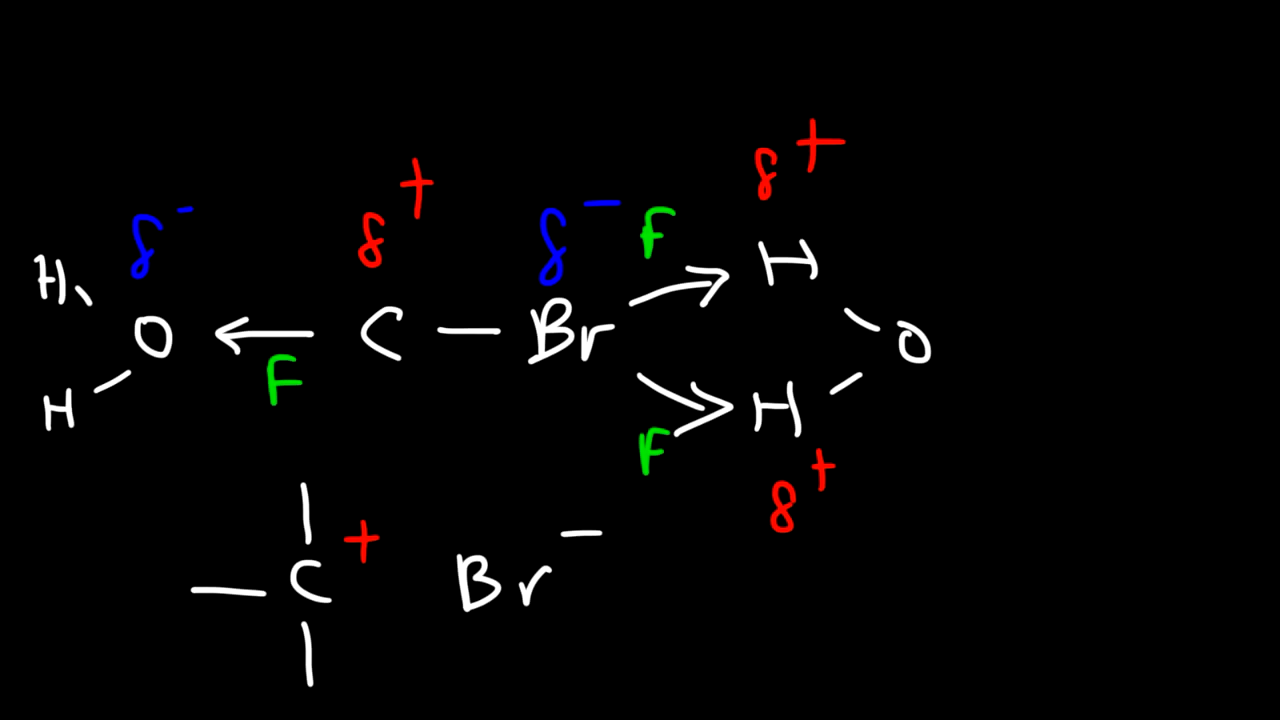 δ⁺
δ⁻ δ⁺ δ⁻ F
H H
O ← C — Br O
F
H H
F
δ⁺
C + Br⁻